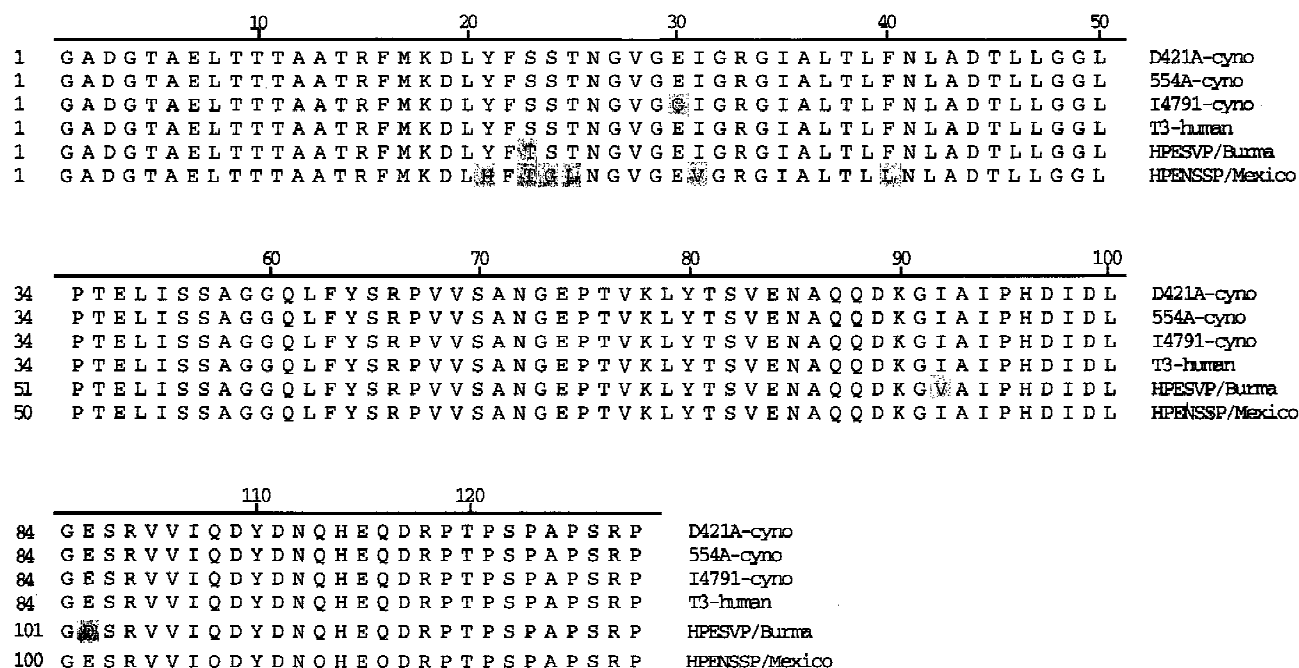 10 20 30 40 50
1 G A D G T A E L T T T A A T R F M K D L Y F S S T N G V G E I G R G I A L T L F N L A D T L L G G L D421A-cyno
1 G A D G T A E L T T T A A T R F M K D L Y F S S T N G V G E I G R G I A L T L F N L A D T L L G G L 554A-cyno
1 G A D G T A E L T T T A A T R F M K D L Y F S S T N G V G G I G R G I A L T L F N L A D T L L G G L I4791-cyno
1 G A D G T A E L T T T A A T R F M K D L Y F S S T N G V G E I G R G I A L T L F N L A D T L L G G L T3-human
1 G A D G T A E L T T T A A T R F M K D L Y F T S T N G V G E I G R G I A L T L F N L A D T L L G G L HPESVP/Burma
1 G A D G T A E L T T T A A T R F M K D L H F T G L N G V G E V G R G I A L T L L N L A D T L L G G L HPENSSP/Mexico
60 70 80 90 100
34 P T E L I S S A G G Q L F Y S R P V V S A N G E P T V K L Y T S V E N A Q Q D K G I A I P H D I D L D421A-cyno
34 P T E L I S S A G G Q L F Y S R P V V S A N G E P T V K L Y T S V E N A Q Q D K G I A I P H D I D L 554A-cyno
34 P T E L I S S A G G Q L F Y S R P V V S A N G E P T V K L Y T S V E N A Q Q D K G I A I P H D I D L I4791-cyno
34 P T E L I S S A G G Q L F Y S R P V V S A N G E P T V K L Y T S V E N A Q Q D K G I A I P H D I D L T3-human
51 P T E L I S S A G G Q L F Y S R P V V S A N G E P T V K L Y T S V E N A Q Q D K G V A I P H D I D L HPESVP/Burma
50 P T E L I S S A G G Q L F Y S R P V V S A N G E P T V K L Y T S V E N A Q Q D K G I A I P H D I D L HPENSSP/Mexico
110 120
84 G E S R V V I Q D Y D N Q H E Q D R P T P S P A P S R P D421A-cyno
84 G E S R V V I Q D Y D N Q H E Q D R P T P S P A P S R P 554A-cyno
84 G E S R V V I Q D Y D N Q H E Q D R P T P S P A P S R P I4791-cyno
84 G E S R V V I Q D Y D N Q H E Q D R P T P S P A P S R P T3-human
101 G S R V V I Q D Y D N Q H E Q D R P T P S P A P S R P HPESVP/Burma
100 G E S R V V I Q D Y D N Q H E Q D R P T P S P A P S R P HPENSSP/Mexico